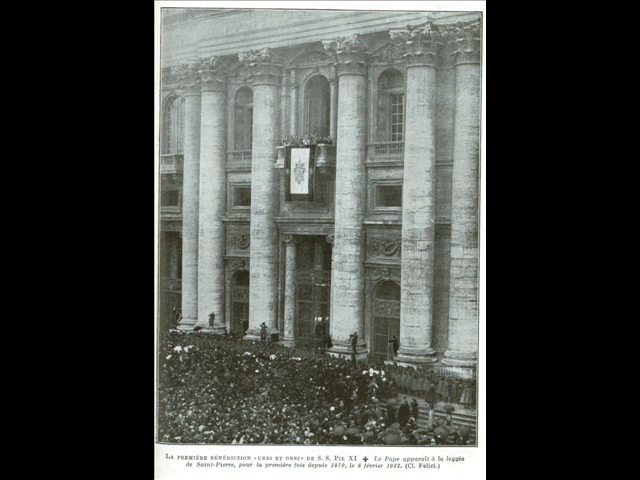 LA PREMIÈRE BÉNÉDICTION «URBI ET ORBI» DE S. S. PIE XI ✥ Le Pape apparaît à la loggia
de Saint-Pierre, pour la première fois depuis 1870, le 6 février 1922. (Cl. Felici.)